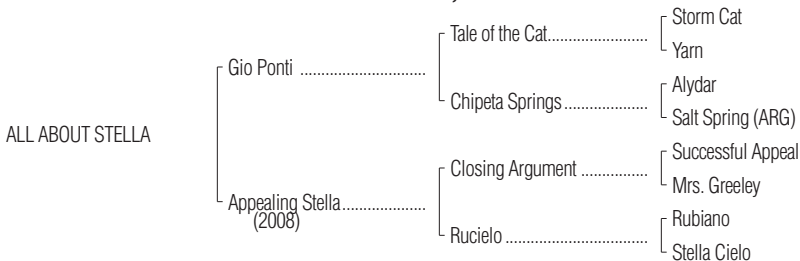 Storm Cat
Tale of the Cat.......................
Yarn
Gio Ponti .............................
Alydar
Chipeta Springs...................
Salt Spring (ARG)
ALL ABOUT STELLA
Successful Appeal
Closing Argument ...............
Mrs. Greeley
Appealing Stella...................
(2008)
Rubiano
Rucielo .................................
Stella Cielo